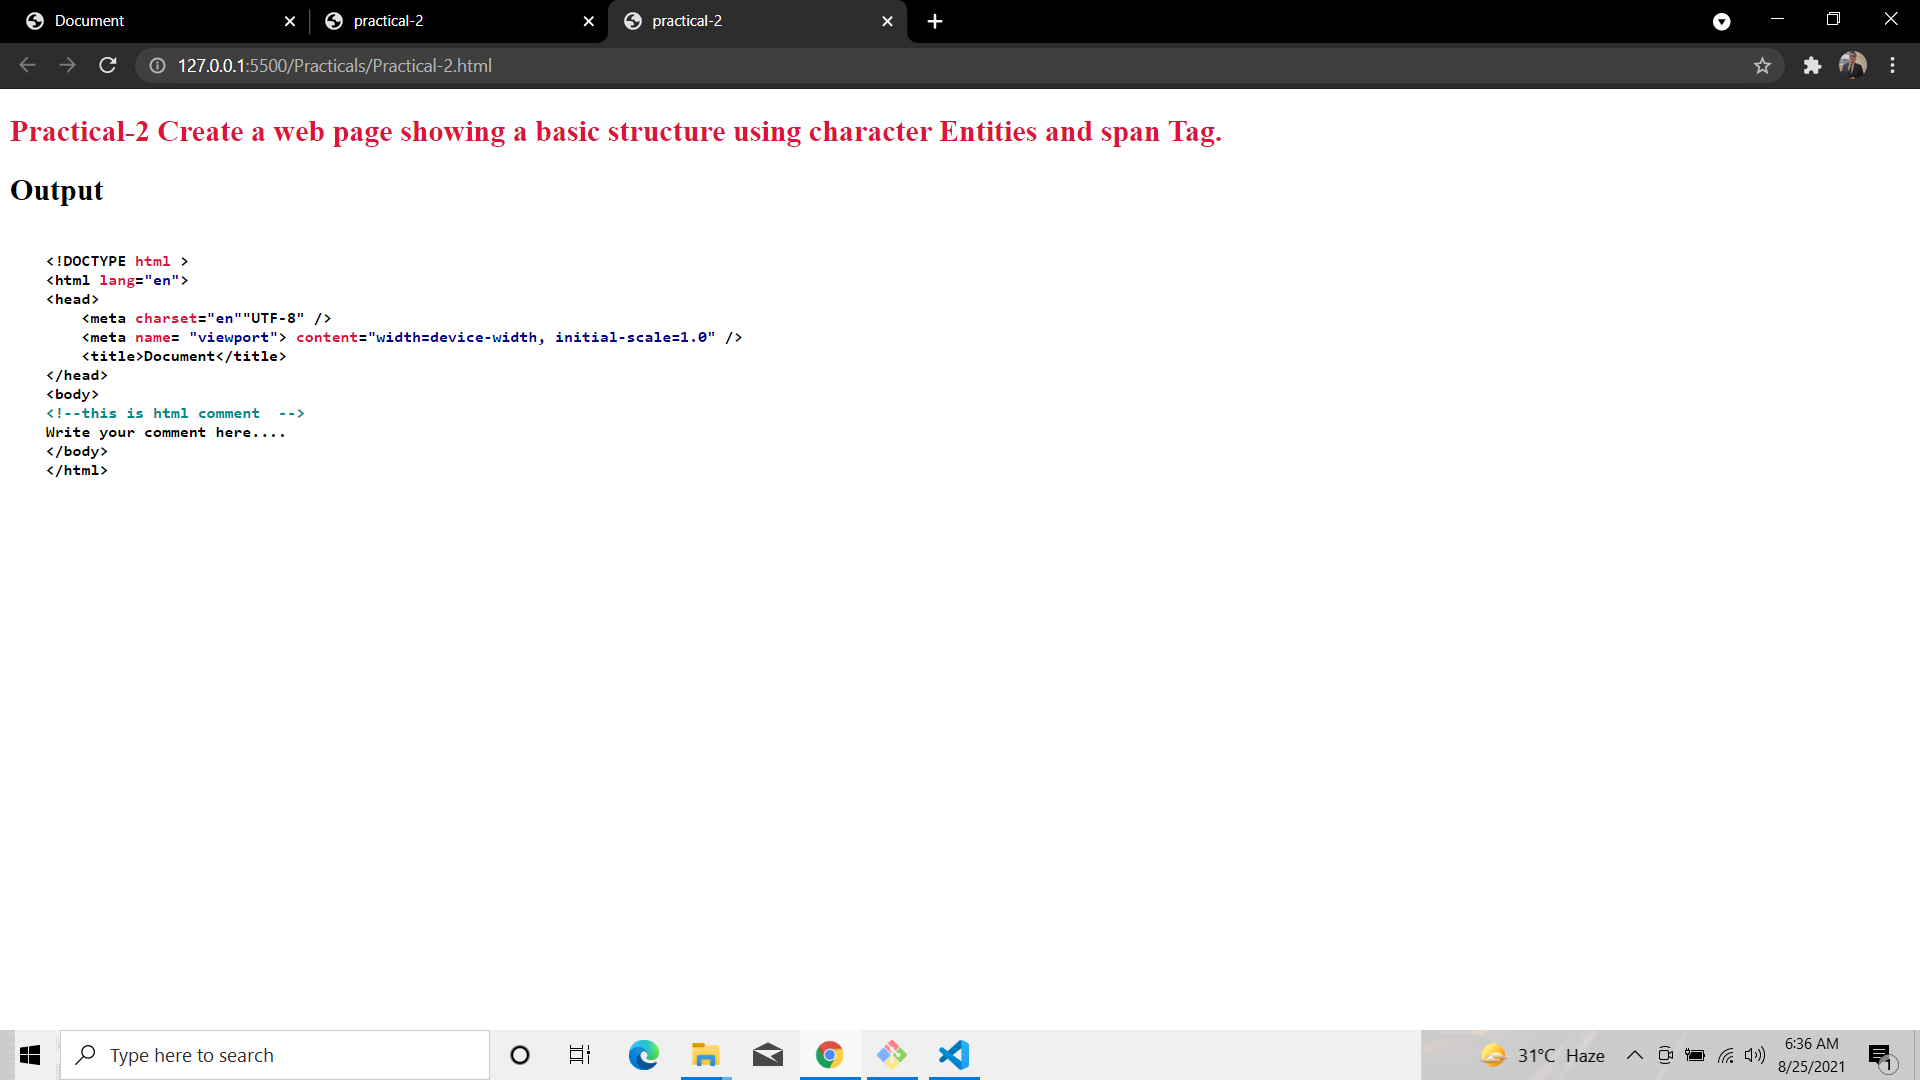 Document
practical-2
practical-2
127.0.0.1:5500/Practicals/Practical-2.html
Practical-2 Create a web page showing a basic structure using character Entities and span Tag.
Output
<!DOCTYPE html >
<html lang="en">
<head>
    <meta charset="en""UTF-8" />
    <meta name= "viewport"> content="width=device-width, initial-scale=1.0" />
    <title>Document</title>
</head>
<body>
<!--this is html comment  -->
Write your comment here....
</body>
</html>
Type here to search
31°C Haze
6:36 AM
8/25/2021
1